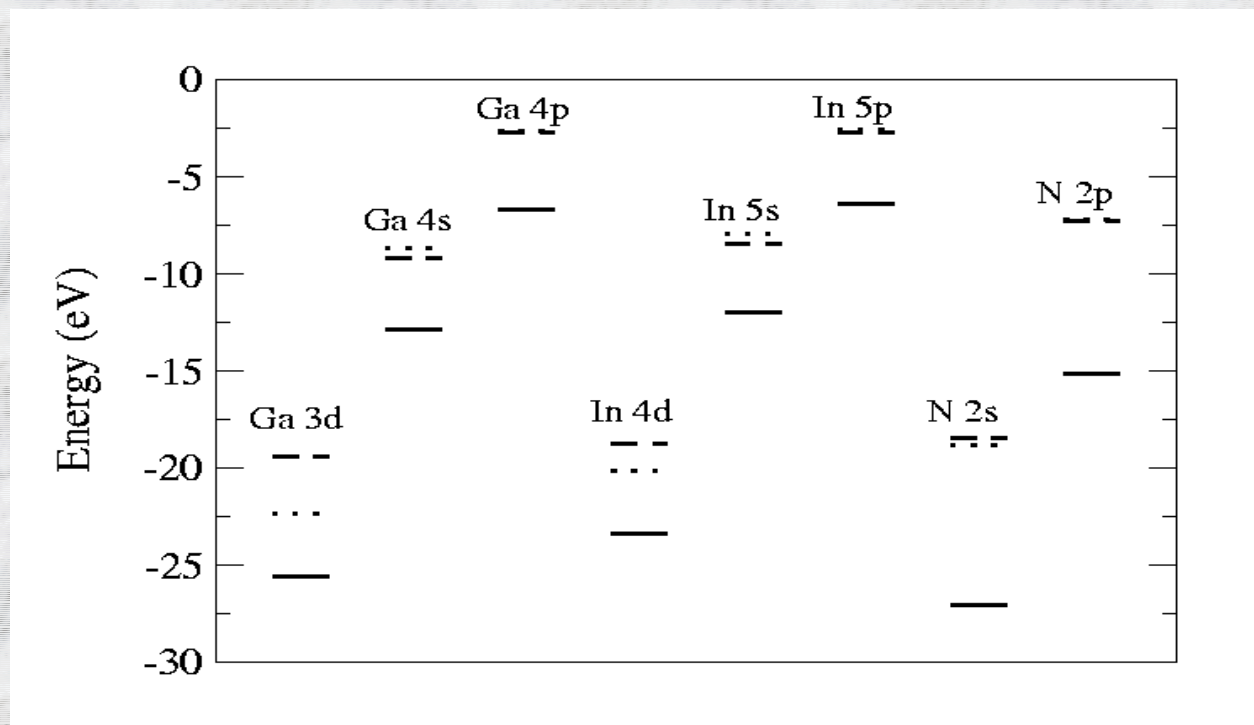 0
-5
-10
-15
-20
-25
-30
Energy (eV)
Ga 3d
Ga 4s
Ga 4p
In 4d
In 5s
In 5p
N 2s
N 2p